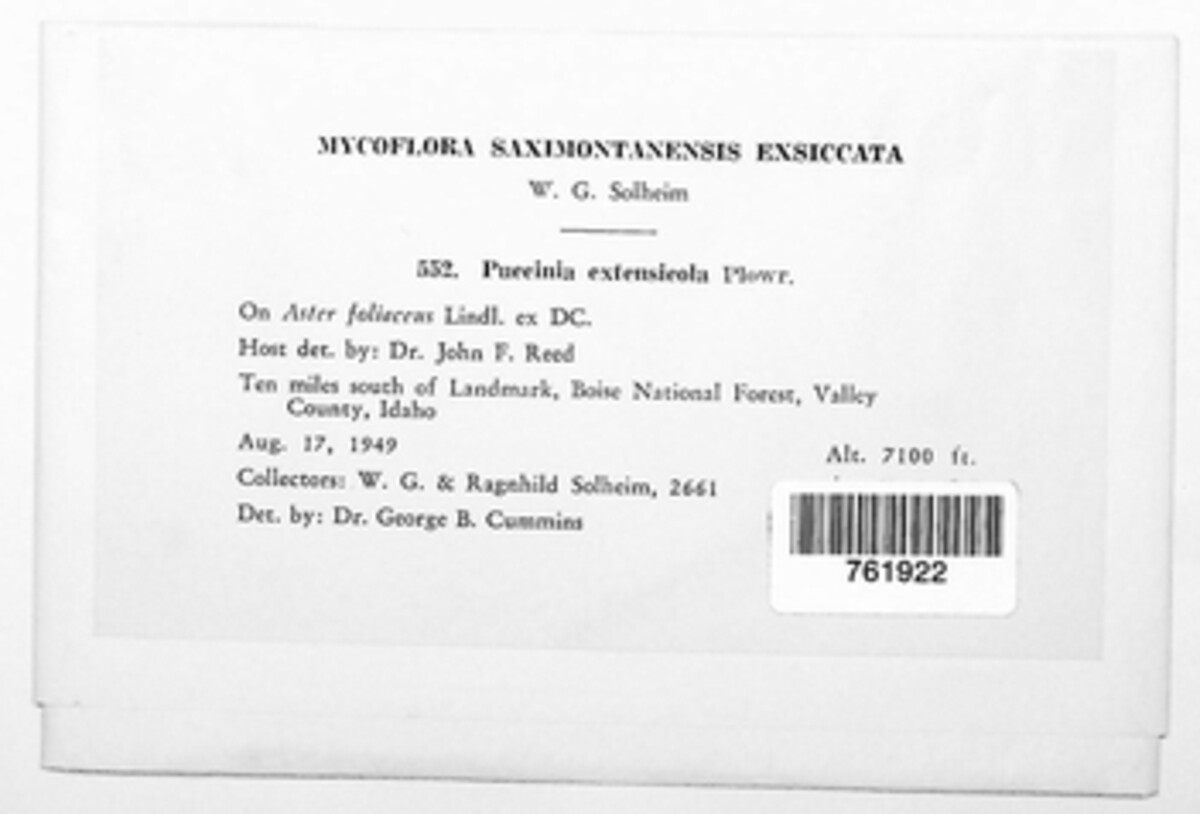 MYCOFLORA SAXIMONTANENSIS EXSICCATA
W. G. Solheim
552. Puccinia extensicola Plowr.
On Aster foliaceus Lindl. ex DC.
Host det. by: Dr. John F. Reed
Ten miles south of Landmark, Boise National Forest, Valley
County, Idaho
Aug. 17, 1949
Alt. 7100 ft.
Collectors: W. G. & Ragnhild Solheim, 2661
Det. by: Dr. George B. Cummins
761922